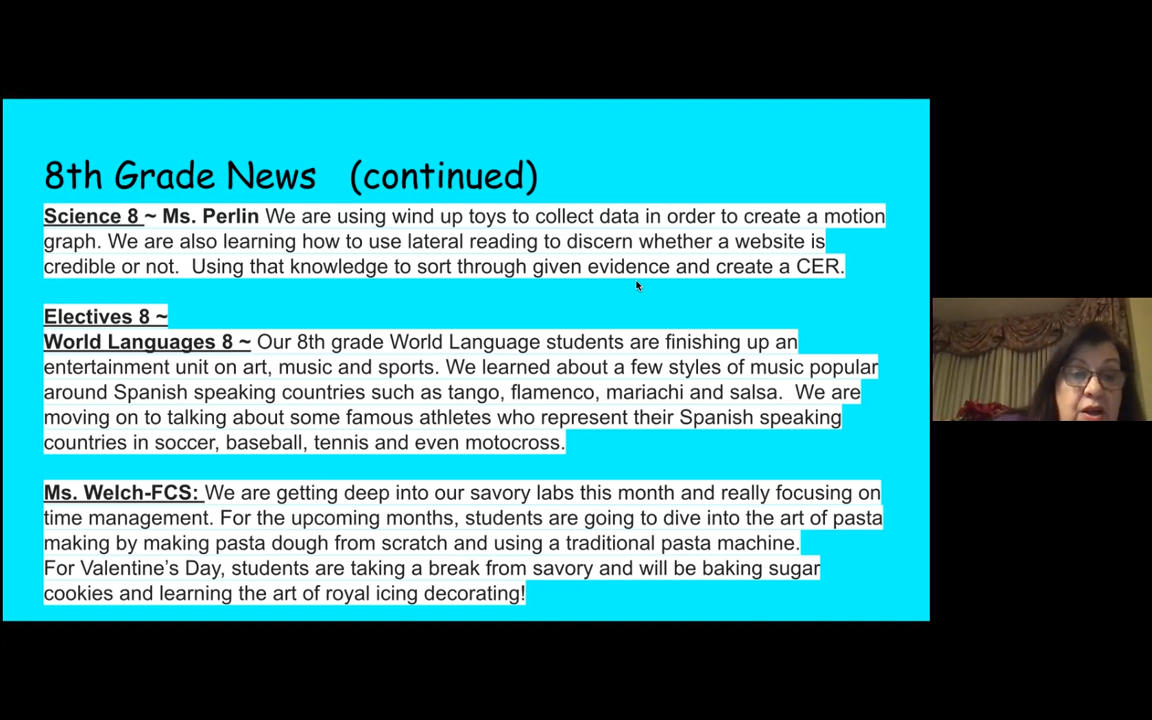 8th Grade News (continued)
Science 8 ~ Ms. Perlin We are using wind up toys to collect data in order to create a motion
graph. We are also learning how to use lateral reading to discern whether a website is
credible or not. Using that knowledge to sort through given evidence and create a CER.
Electives 8 ~
World Languages 8 ~ Our 8th grade World Language students are finishing up an
entertainment unit on art, music and sports. We learned about a few styles of music popular
around Spanish speaking countries such as tango, flamenco, mariachi and salsa. We are
moving on to talking about some famous athletes who represent their Spanish speaking
countries in soccer, baseball, tennis and even motocross.
Ms. Welch-FCS: We are getting deep into our savory labs this month and really focusing on
time management. For the upcoming months, students are going to dive into the art of pasta
making by making pasta dough from scratch and using a traditional pasta machine.
For Valentine’s Day, students are taking a break from savory and will be baking sugar
cookies and learning the art of royal icing decorating!